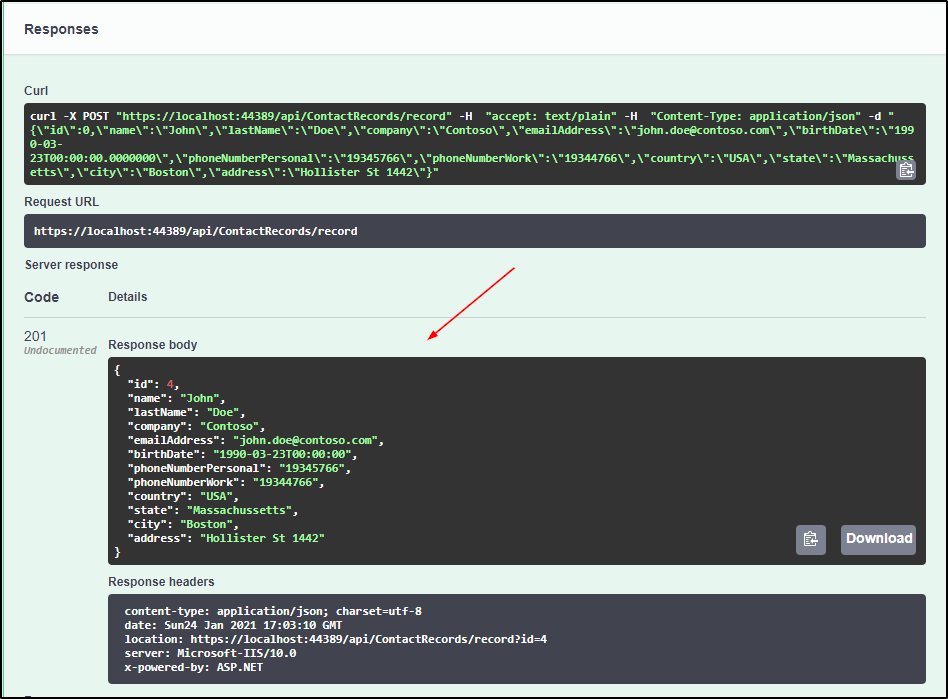 Responses
Curl
curl -X POST "https://localhost:44389/api/ContactRecords/record" -H  "accept: text/plain" -H  "Content-Type: application/json" -d "
{\"id\":0,\"name\":\"John\",\"lastName\":\"Doe\",\"company\":\"Contoso\",\"emailAddress\":\"john.doe@contoso.com\",\"birthDate\":\"199
0-03-
23T00:00:00.0000000\",\"phoneNumberPersonal\":\"19345766\",\"phoneNumberWork\":\"19344766\",\"country\":\"USA\",\"state\":\"Massachuss
etts\",\"city\":\"Boston\",\"address\":\"Hollister St 1442\"}"
Request URL
https://localhost:44389/api/ContactRecords/record
Server response
Code Details
201
Undocumented
Response body
{
  "id": 4,
  "name": "John",
  "lastName": "Doe",
  "company": "Contoso",
  "emailAddress": "john.doe@contoso.com",
  "birthDate": "1990-03-23T00:00:00",
  "phoneNumberPersonal": "19345766",
  "phoneNumberWork": "19344766",
  "country": "USA",
  "state": "Massachussetts",
  "city": "Boston",
  "address": "Hollister St 1442"
}
Download
Response headers
content-type: application/json; charset=utf-8
date: Sun24 Jan 2021 17:03:10 GMT
location: https://localhost:44389/api/ContactRecords/record?id=4
server: Microsoft-IIS/10.0
x-powered-by: ASP.NET